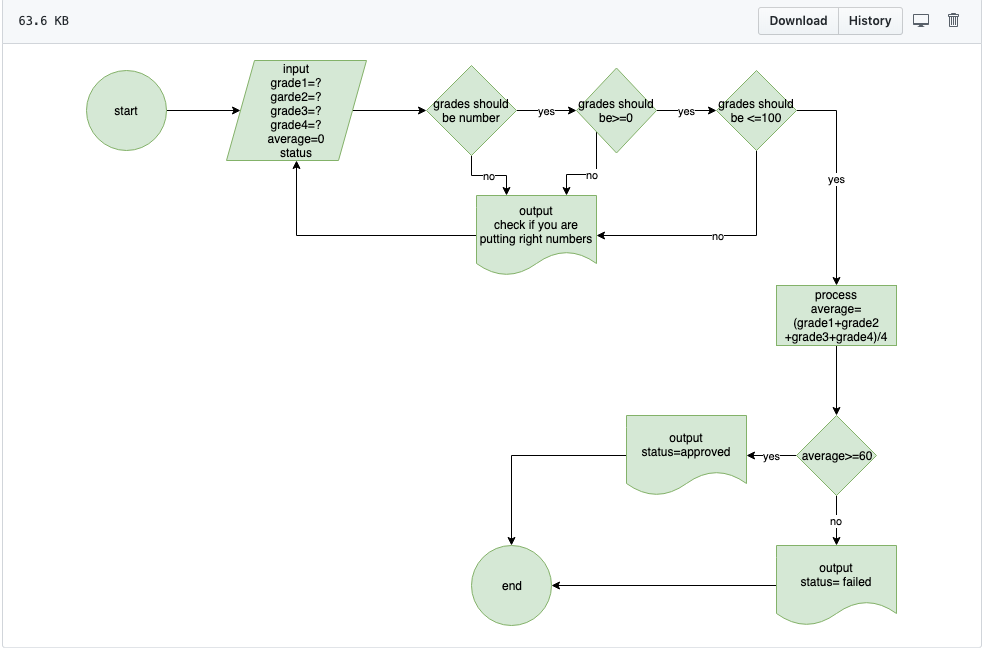 63.6 KB
Download
History
start
input
grade1=?
garde2=?
grade3=?
grade4=?
average=0
status
grades should
be number
yes
grades should
be>=0
yes
grades should
be <=100
yes
no
no
no
output
check if you are
putting right numbers
process
average=
(grade1+grade2
+grade3+grade4)/4
average>=60
yes
output
status=approved
no
output
status= failed
end